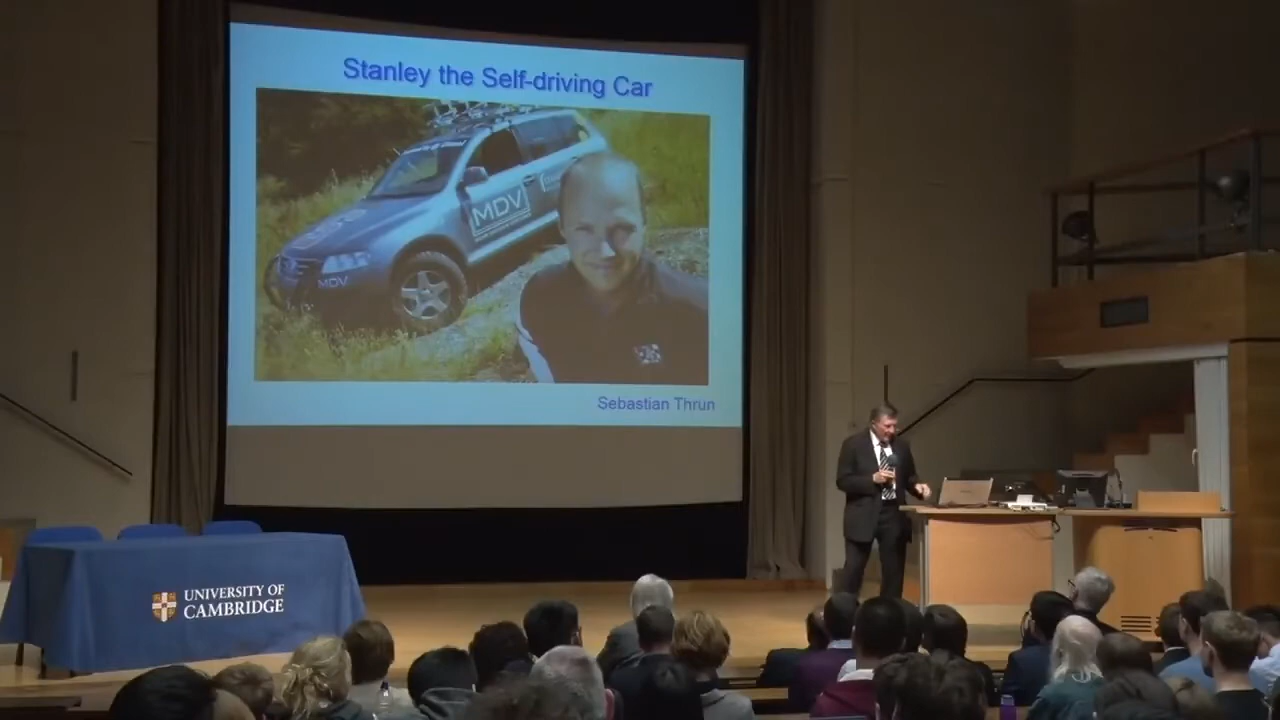 Stanley the Self-driving Car
MDV
MDV
Sebastian Thrun
UNIVERSITY OF
CAMBRIDGE